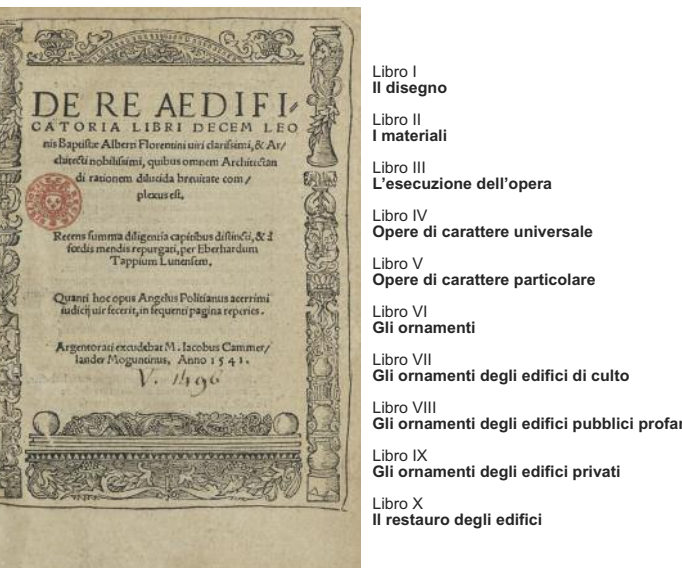 DE RE AEDIFI-
CATORIA LIBRI DECEM LEO
nis Baptistæ Alberti Florentini uiri clarissimi, & Ar/
chitecti nobilissimi, quibus omnem Architectan
di rationem dilucida breuitate com /
plexus est.
Recens summa diligentia capitibus distincti, & à
fœdis mendis repurgati, per Eberhardum
Tappium Lunensem.
Quanti hoc opus Angelus Politianus acerrimi
iudicij uir fecerit, in sequenti pagina reperies.
Argentorati excudebat M. Iacobus Cammer/
lander Moguntinus, Anno 1541.
V. 1496
Libro I
Il disegno
Libro II
I materiali
Libro III
L'esecuzione dell'opera
Libro IV
Opere di carattere universale
Libro V
Opere di carattere particolare
Libro VI
Gli ornamenti
Libro VII
Gli ornamenti degli edifici di culto
Libro VIII
Gli ornamenti degli edifici pubblici profa
Libro IX
Gli ornamenti degli edifici privati
Libro X
Il restauro degli edifici